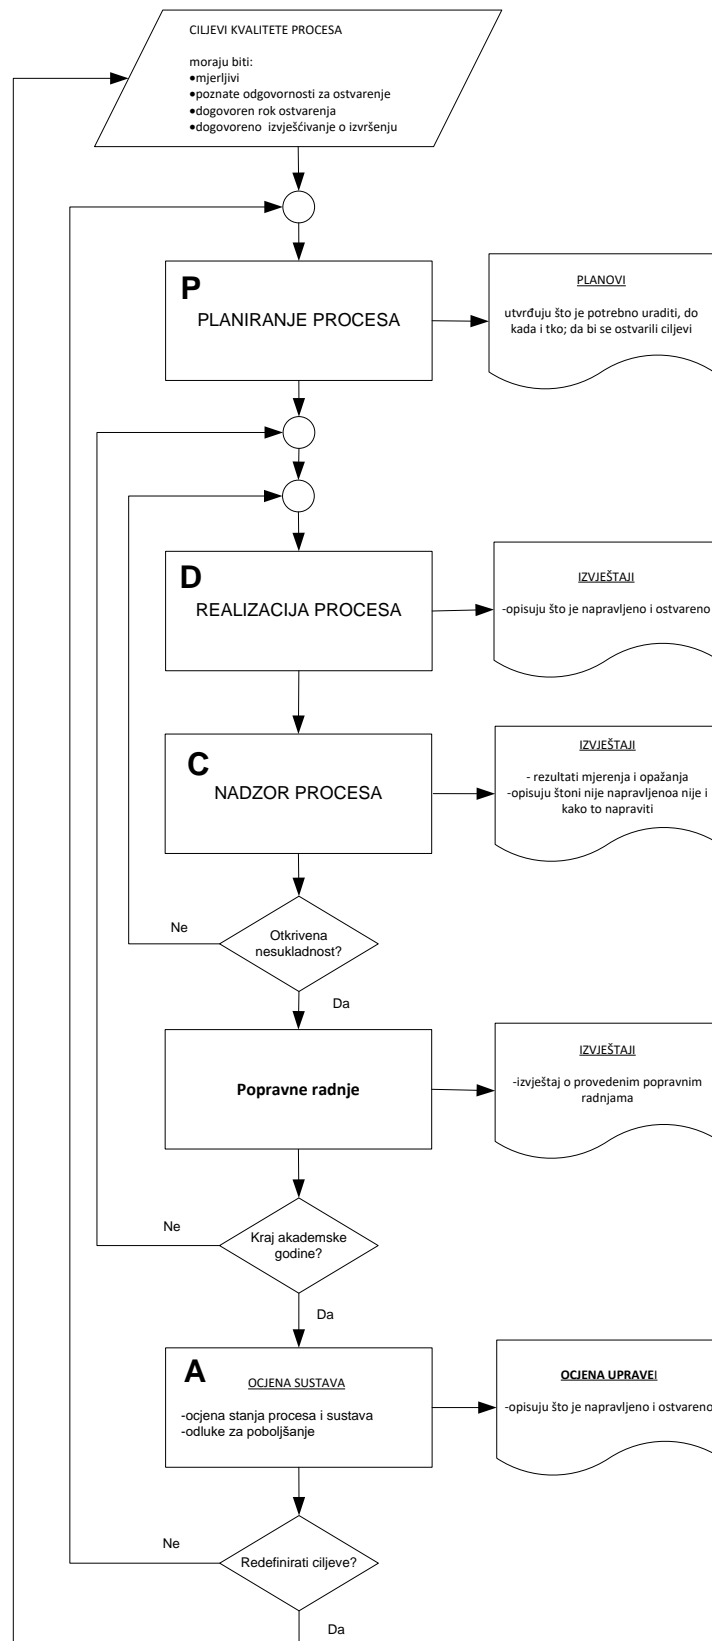 CILJEVI KVALITETE PROCESA
moraju biti:
•mjerljivi
•poznate odgovornosti za ostvarenje
•dogovoren rok ostvarenja
•dogovoreno izvješćivanje o izvršenju
P
PLANIRANJE PROCESA
PLANOVI
utvrđuju što je potrebno uraditi, do
kada i tko; da bi se ostvarili ciljevi
D
REALIZACIJA PROCESA
IZVJEŠTAJI
-opisuju što je napravljeno i ostvareno
C
NADZOR PROCESA
IZVJEŠTAJI
- rezultati mjerenja i opažanja
-opisuju štoni nije napravljenoa nije i
kako to napraviti
Ne
Otkrivena
nesukladnost?
Da
Popravne radnje
IZVJEŠTAJI
-izvještaj o provedenim popravnim
radnjama
Ne
Kraj akademske
godine?
Da
A
OCJENA SUSTAVA
-ocjena stanja procesa i sustava
-odluke za poboljšanje
OCJENA UPRAVEI
-opisuju što je napravljeno i ostvareno
Ne
Redefinirati ciljeve?
Da